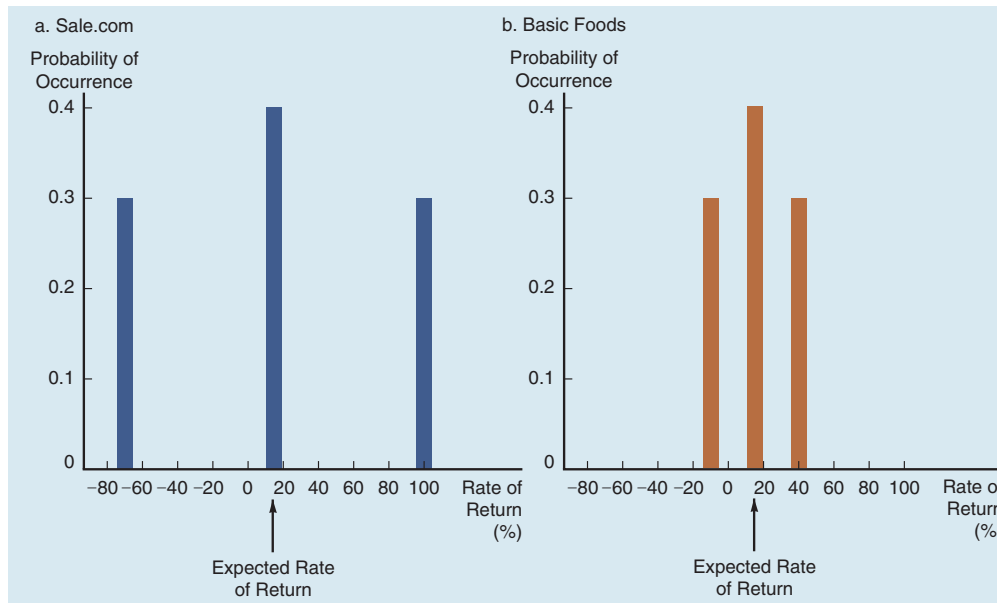 a. Sale.com
Probability of
Occurrence
0.4
0.3
0.2
0.1
0
−80 −60 −40 −20 0 20 40 60 80 100
Rate of
Return
(%)
Expected Rate
of Return
b. Basic Foods
Probability of
Occurrence
0.4
0.3
0.2
0.1
0
−80 −60 −40 −20 0 20 40 60 80 100
Rate o
Return
(%
Expected Rate
of Return